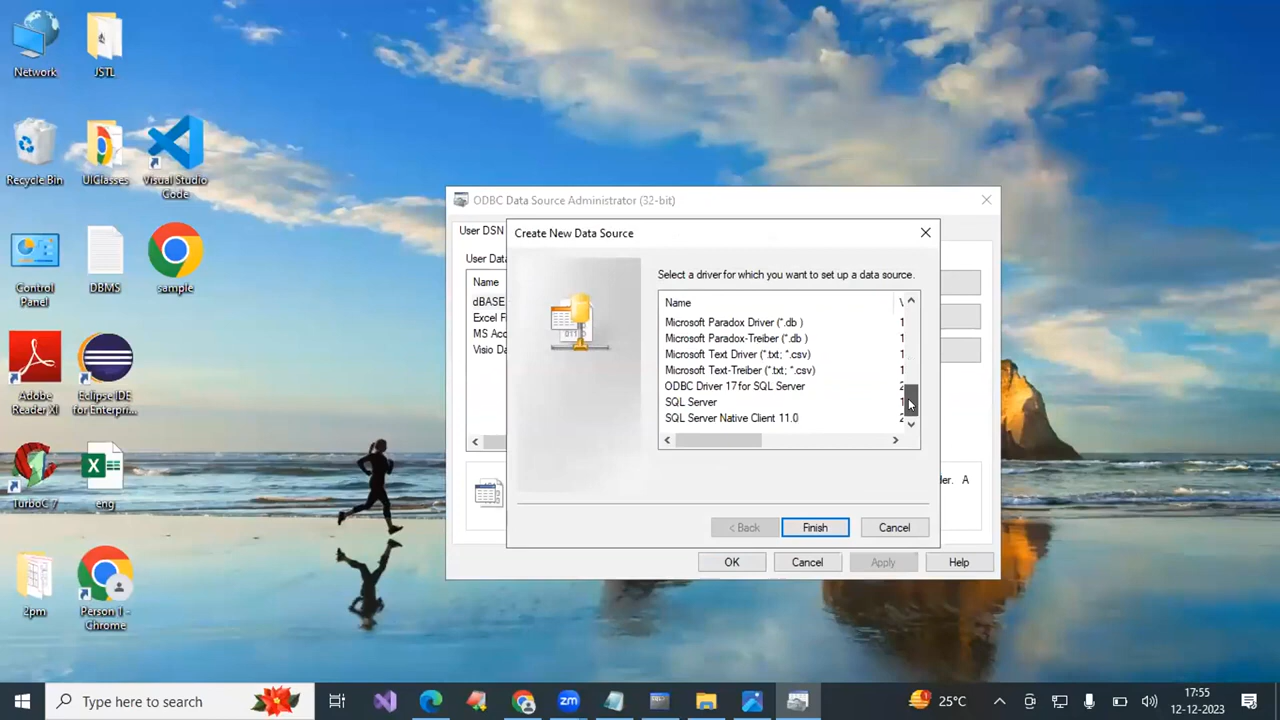 Network
JSTL
Recycle Bin
UIClasses
Visual Studio
Code
Control
Panel
DBMS
sample
Adobe
Reader XI
Eclipse IDE
for Enterpri...
TurboC 7
eng
2pm
Person 1 -
Chrome
ODBC Data Source Administrator (32-bit)
User DSN
User Data
Name
dBASE
Excel F
MS Acc
Visio Da
Create New Data Source
Select a driver for which you want to set up a data source.
Name
Microsoft Paradox Driver (*.db )
Microsoft Paradox-Treiber (*.db )
Microsoft Text Driver (*.txt; *.csv)
Microsoft Text-Treiber (*.txt; *.csv)
ODBC Driver 17 for SQL Server
SQL Server
SQL Server Native Client 11.0
der. A
< Back
Finish
Cancel
OK
Cancel
Apply
Help
Type here to search
zm
25°C
17:55
12-12-2023